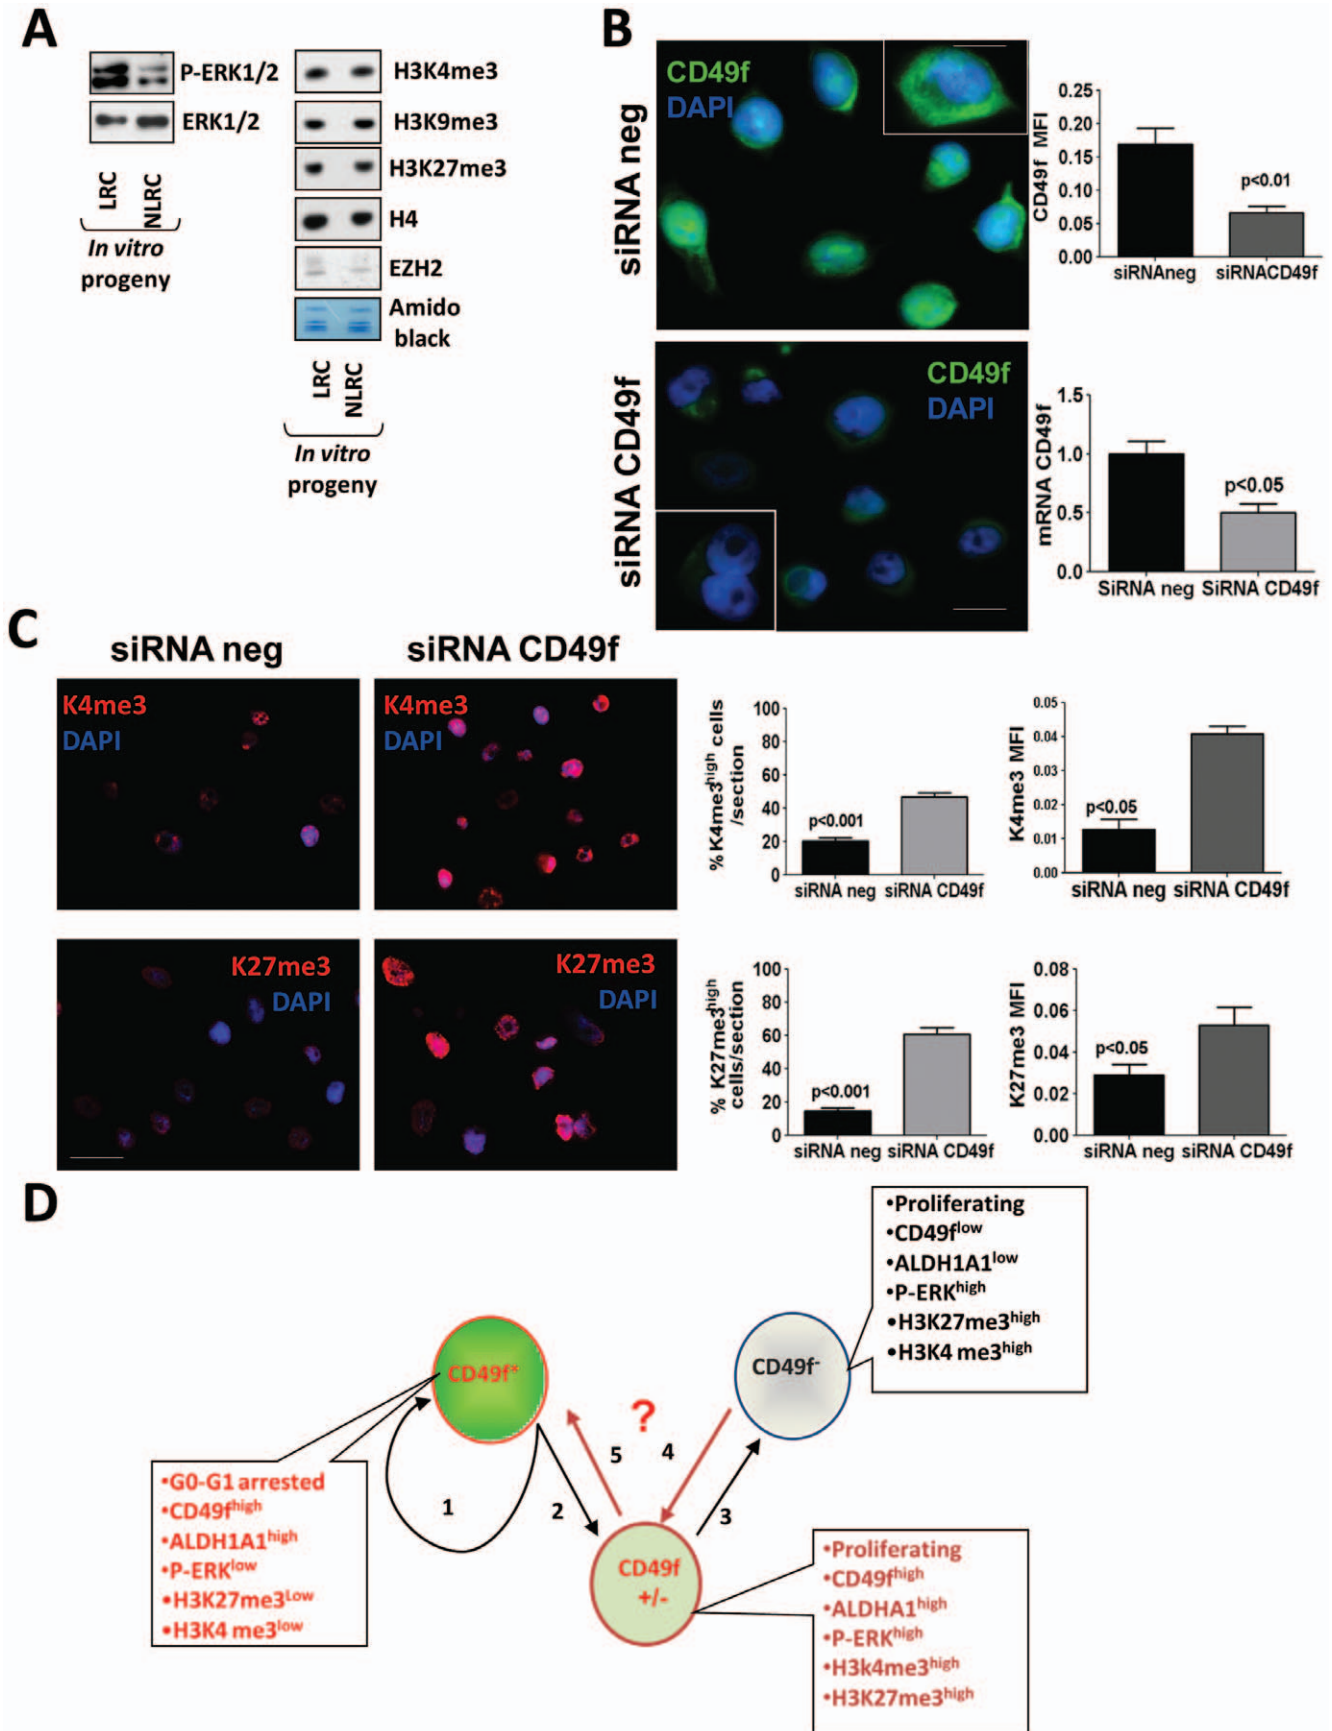 A
P-ERK1/2
ERK1/2
LRC
NLRC
In vitro
progeny
H3K4me3
H3K9me3
H3K27me3
H4
EZH2
Amido
black
LRC
NLRC
In vitro
progeny
B
siRNA neg
CD49f
DAPI
CD49f MFI
0.25
0.20
0.15
0.10
0.05
0.00
p<0.01
siRNAneg
siRNACD49f
siRNA CD49f
CD49f
DAPI
mRNA CD49f
1.5
1.0
0.5
0.0
p<0.05
SiRNA neg
SiRNA CD49f
C
siRNA neg
siRNA CD49f
K4me3
DAPI
K4me3
DAPI
%K4me3high cells
/section
100
80
60
40
20
0
p<0.001
siRNA neg
siRNA CD49f
K4me3 MFI
0.05
0.04
0.03
0.02
0.01
0.00
p<0.05
siRNA neg
siRNA CD49f
K27me3
DAPI
K27me3
DAPI
% K27me3high
cells/section
100
80
60
40
20
0
p<0.001
siRNA neg
siRNA CD49f
K27me3 MFI
0.08
0.06
0.04
0.02
0.00
p<0.05
siRNA neg
siRNA CD49f
D
•Proliferating
•CD49flow
•ALDH1A1low
•P-ERKhigh
•H3K27me3high
•H3K4 me3high
CD49f+
CD49f-
?
5
4
1
2
3
•G0-G1 arrested
•CD49fhigh
•ALDH1A1high
•P-ERKlow
•H3K27me3Low
•H3K4 me3low
CD49f
+/-
•Proliferating
•CD49fhigh
•ALDHA1high
•P-ERKhigh
•H3k4me3high
•H3K27me3high